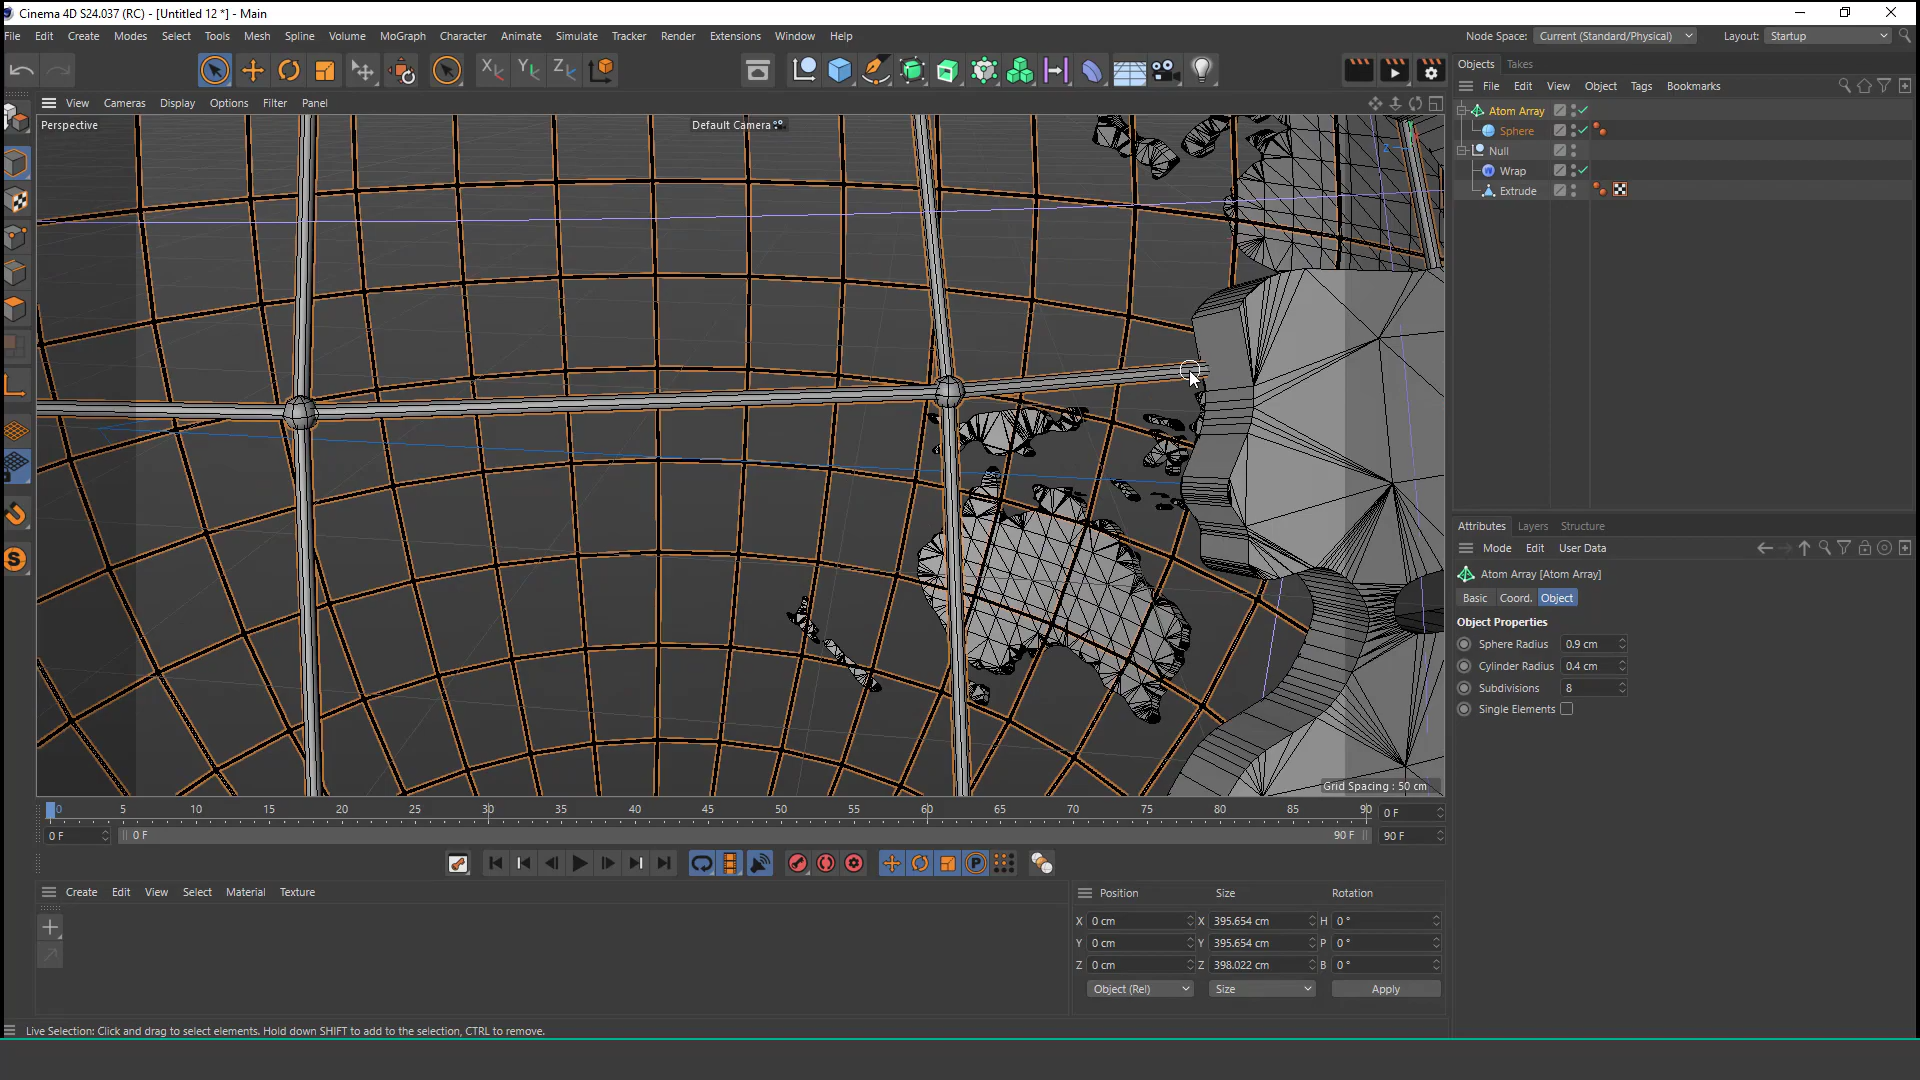 Cinema 4D S24.037 (RC) - [Untitled 12 *] - Main
File Edit Create Modes Select Tools Mesh Spline Volume MoGraph Character Animate Simulate Tracker Render Extensions Window Help
Node Space: Current (Standard/Physical) Layout: Startup
View Cameras Display Options Filter Panel
Perspective
Default Camera
Grid Spacing : 50 cm
Objects Takes
File Edit View Object Tags Bookmarks
Atom Array
Sphere
Null
Wrap
Extrude
Attributes Layers Structure
Mode Edit User Data
Atom Array [Atom Array]
Basic Coord. Object
Object Properties
Sphere Radius 0.9 cm
Cylinder Radius 0.4 cm
Subdivisions 8
Single Elements
0 5 10 15 20 25 30 35 40 45 50 55 60 65 70 75 80 85 90 0 F
0 F 0 F 90 F 90 F
Create Edit View Select Material Texture
Position Size Rotation
X 0 cm X 395.654 cm H 0 °
Y 0 cm Y 395.654 cm P 0 °
Z 0 cm Z 398.022 cm B 0 °
Object (Rel) Size Apply
Live Selection: Click and drag to select elements. Hold down SHIFT to add to the selection, CTRL to remove.